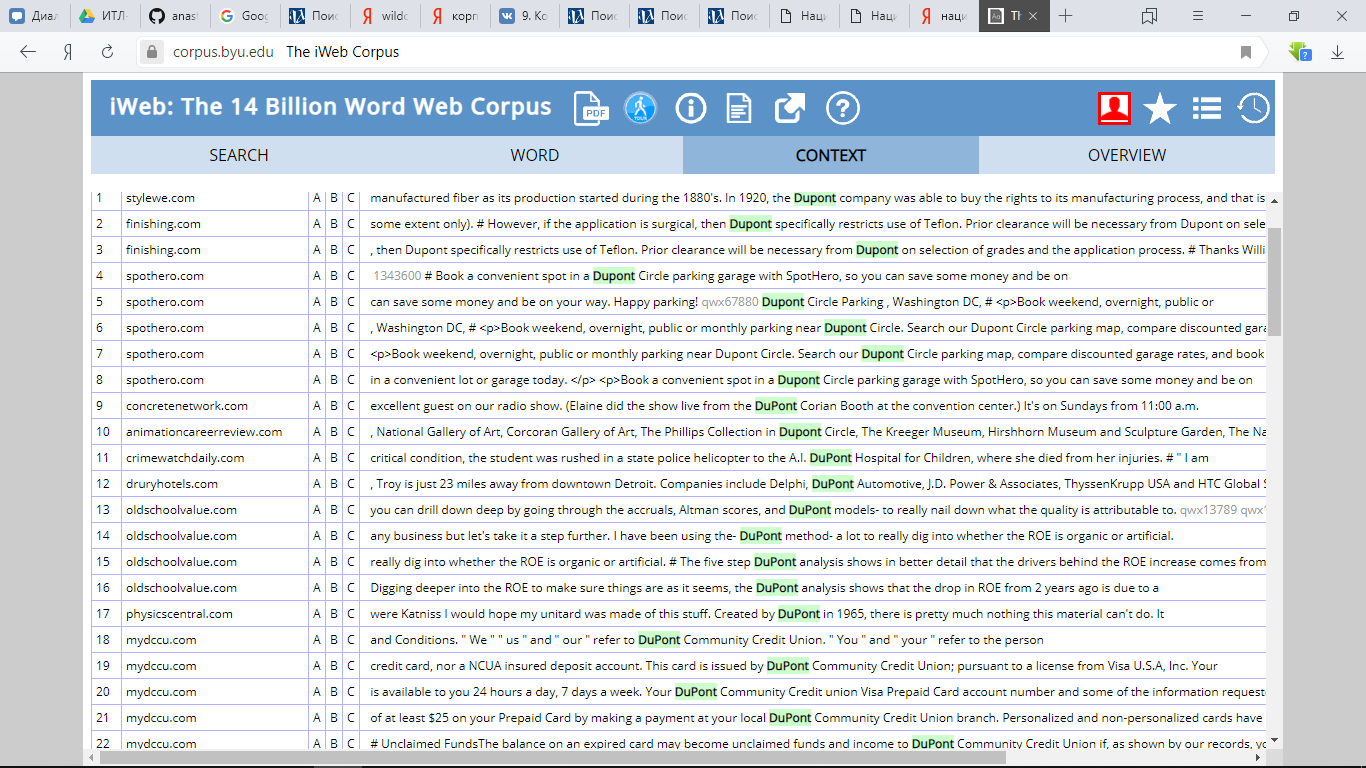 Диал ИТЛ- anas Goog Поис wildc корп 9. Ко Поис Поис Поис Наци Наци наци Th
corpus.byu.edu The iWeb Corpus
iWeb: The 14 Billion Word Web Corpus PDF TOUR
SEARCH WORD CONTEXT OVERVIEW
1 stylewe.com A B C manufactured fiber as its production started during the 1880's. In 1920, the Dupont company was able to buy the rights to its manufacturing process, and that is
2 finishing.com A B C some extent only). # However, if the application is surgical, then Dupont specifically restricts use of Teflon. Prior clearance will be necessary from Dupont on sele
3 finishing.com A B C , then Dupont specifically restricts use of Teflon. Prior clearance will be necessary from Dupont on selection of grades and the application process. # Thanks Willi
4 spothero.com A B C 1343600 # Book a convenient spot in a Dupont Circle parking garage with SpotHero, so you can save some money and be on
5 spothero.com A B C can save some money and be on your way. Happy parking! qwx67880 Dupont Circle Parking , Washington DC, # <p>Book weekend, overnight, public or
6 spothero.com A B C , Washington DC, # <p>Book weekend, overnight, public or monthly parking near Dupont Circle. Search our Dupont Circle parking map, compare discounted gara
7 spothero.com A B C <p>Book weekend, overnight, public or monthly parking near Dupont Circle. Search our Dupont Circle parking map, compare discounted garage rates, and book
8 spothero.com A B C in a convenient lot or garage today. </p> <p>Book a convenient spot in a Dupont Circle parking garage with SpotHero, so you can save some money and be on
9 concretenetwork.com A B C excellent guest on our radio show. (Elaine did the show live from the DuPont Corian Booth at the convention center.) It's on Sundays from 11:00 a.m.
10 animationcareerreview.com A B C , National Gallery of Art, Corcoran Gallery of Art, The Phillips Collection in Dupont Circle, The Kreeger Museum, Hirshhorn Museum and Sculpture Garden, The Na
11 crimewatchdaily.com A B C critical condition, the student was rushed in a state police helicopter to the A.I. DuPont Hospital for Children, where she died from her injuries. # " I am
12 druryhotels.com A B C , Troy is just 23 miles away from downtown Detroit. Companies include Delphi, DuPont Automotive, J.D. Power & Associates, ThyssenKrupp USA and HTC Global S
13 oldschoolvalue.com A B C you can drill down deep by going through the accruals, Altman scores, and DuPont models- to really nail down what the quality is attributable to. qwx13789 qwx1
14 oldschoolvalue.com A B C any business but let's take it a step further. I have been using the- DuPont method- a lot to really dig into whether the ROE is organic or artificial.
15 oldschoolvalue.com A B C really dig into whether the ROE is organic or artificial. # The five step DuPont analysis shows in better detail that the drivers behind the ROE increase comes from
16 oldschoolvalue.com A B C Digging deeper into the ROE to make sure things are as it seems, the DuPont analysis shows that the drop in ROE from 2 years ago is due to a
17 physicscentral.com A B C were Katniss I would hope my unitard was made of this stuff. Created by DuPont in 1965, there is pretty much nothing this material can't do. It
18 mydccu.com A B C and Conditions. " We " " us " and " our " refer to DuPont Community Credit Union. " You " and " your " refer to the person
19 mydccu.com A B C credit card, nor a NCUA insured deposit account. This card is issued by DuPont Community Credit Union; pursuant to a license from Visa U.S.A, Inc. Your
20 mydccu.com A B C is available to you 24 hours a day, 7 days a week. Your DuPont Community Credit union Visa Prepaid Card account number and some of the information request
21 mydccu.com A B C of at least $25 on your Prepaid Card by making a payment at your local DuPont Community Credit Union branch. Personalized and non-personalized cards have
22 mydccu.com A B C # Unclaimed FundsThe balance on an expired card may become unclaimed funds and income to DuPont Community Credit Union if, as shown by our records, yo